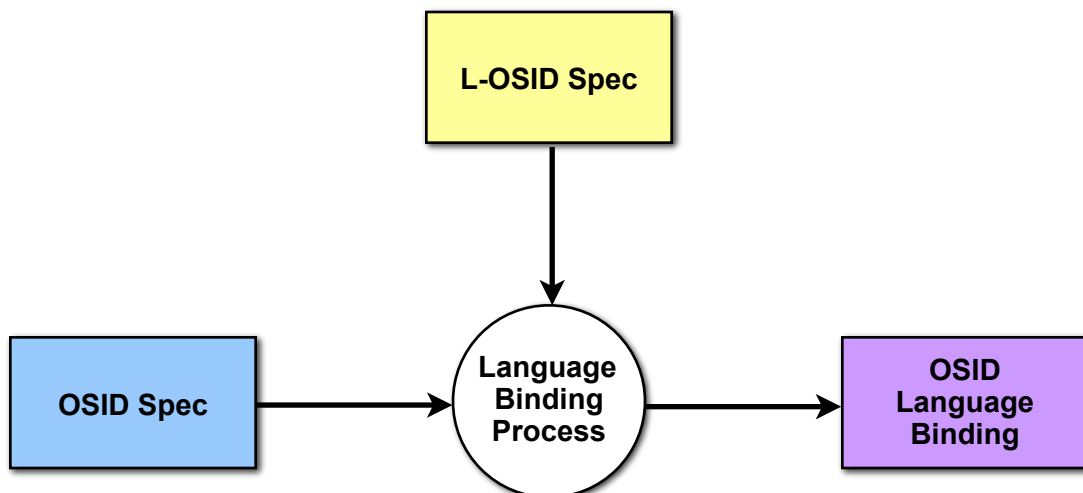 L-OSID Spec
OSID Spec
Language
Binding
Process
OSID
Language
Binding